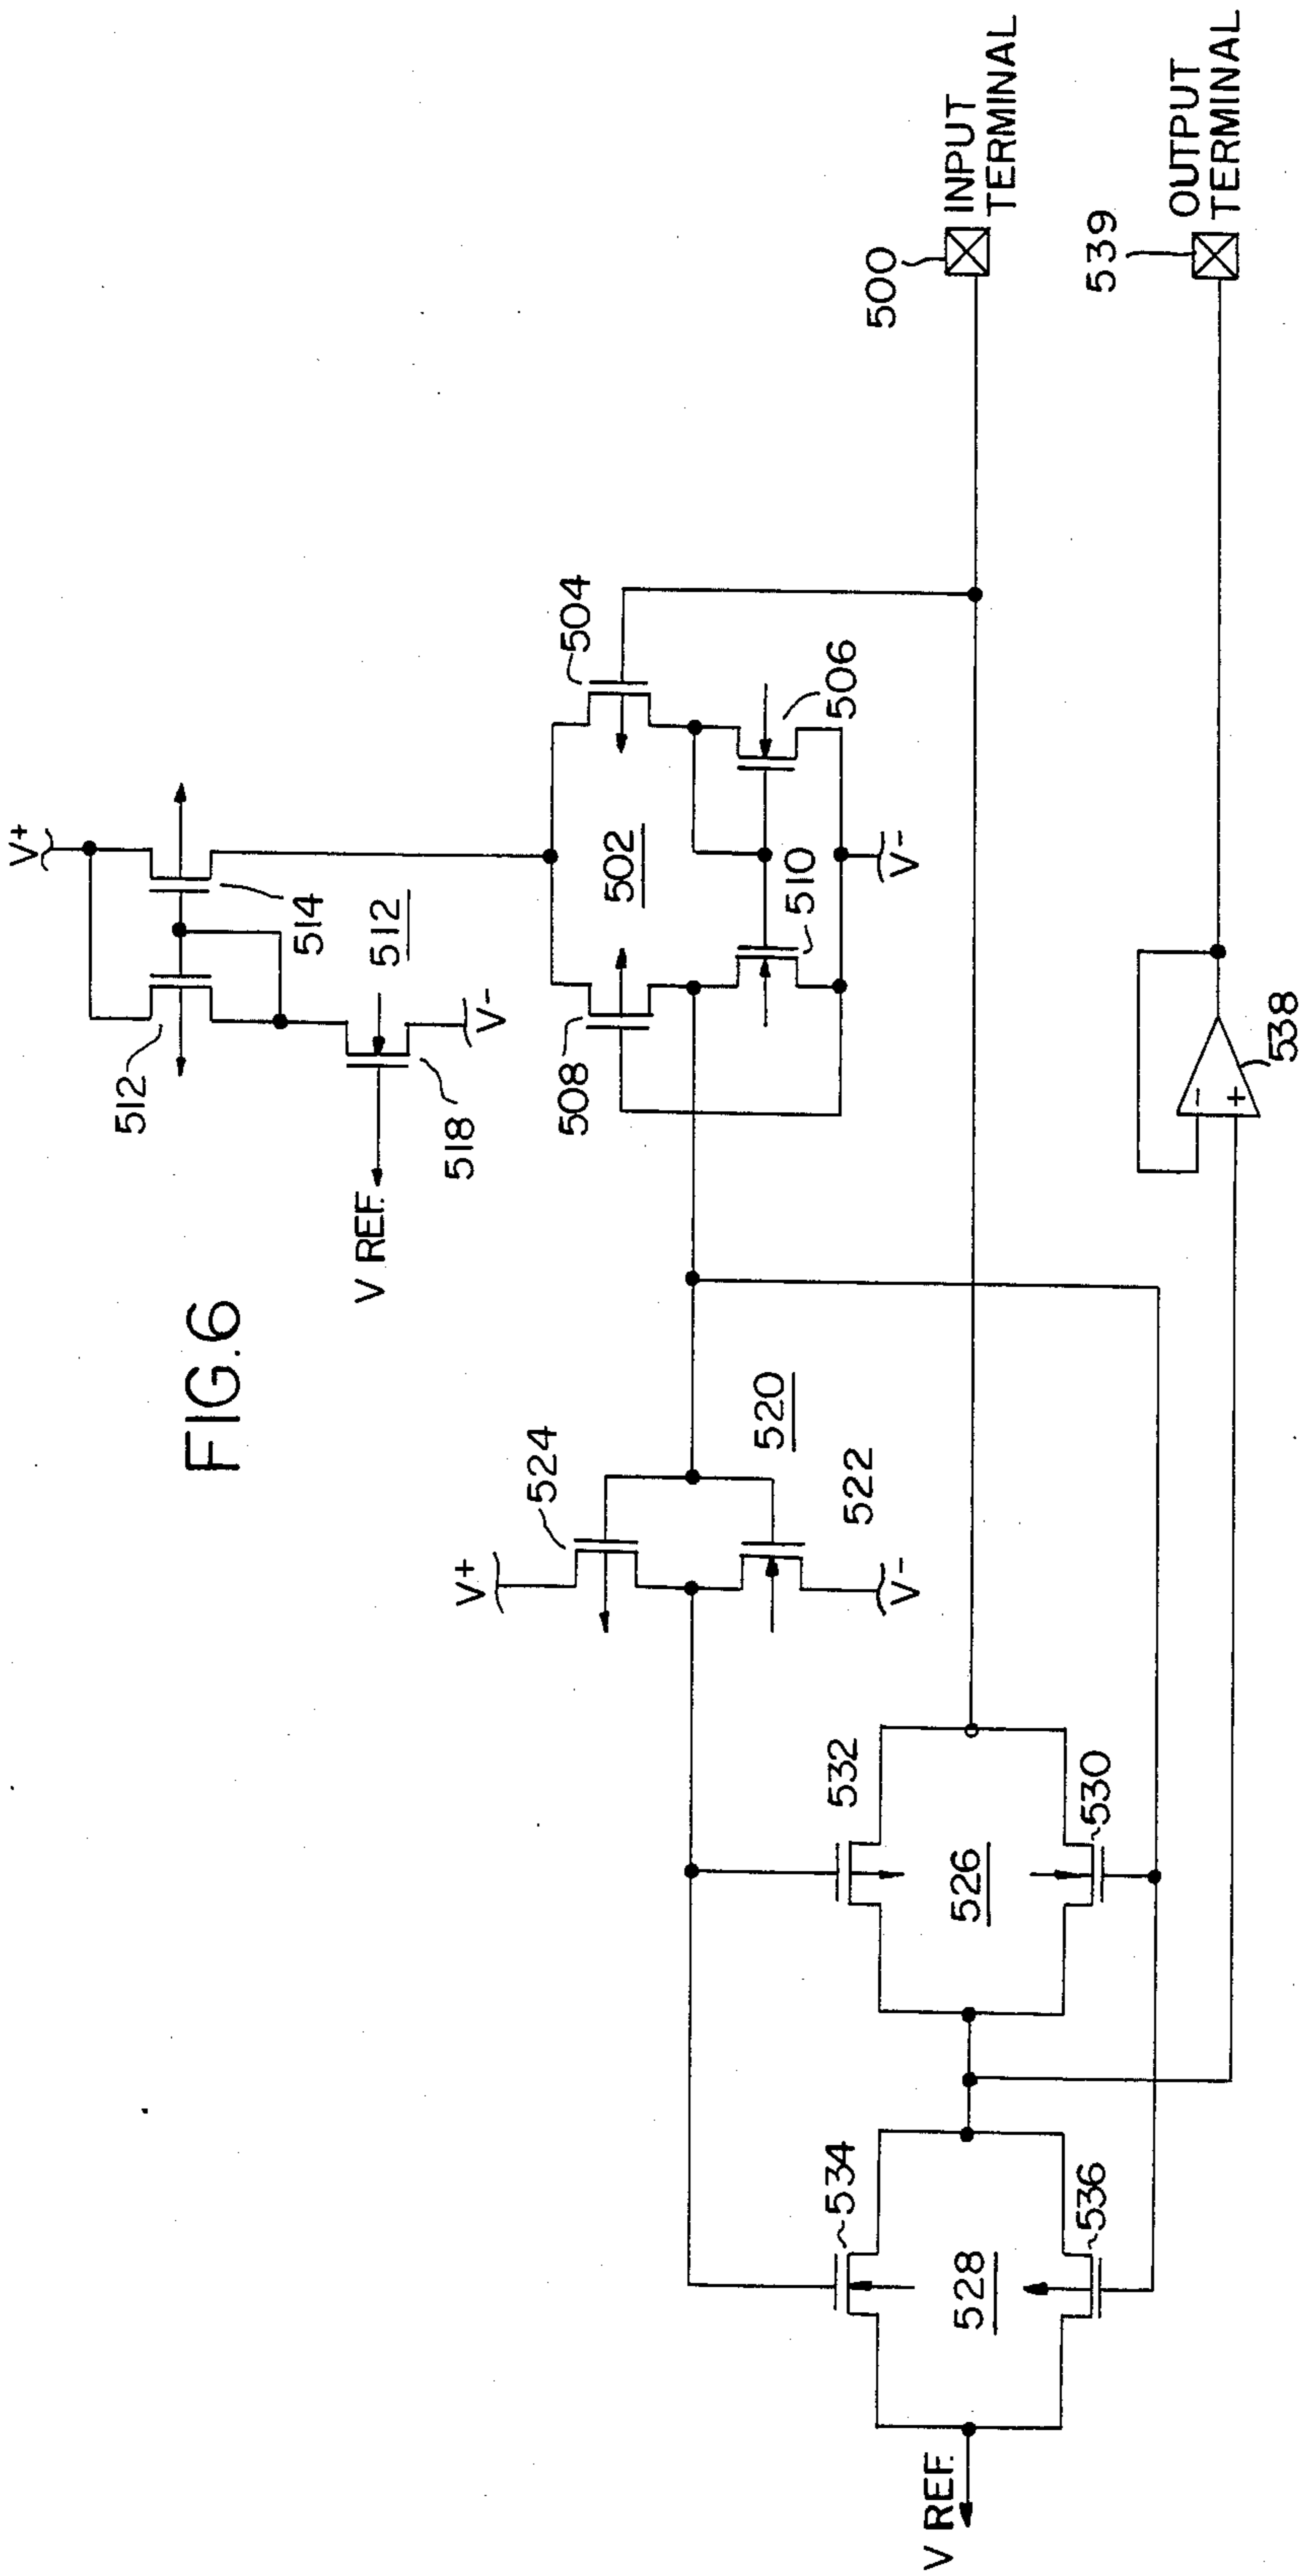 FIG.6
V+
512
514
512
518
V REF.
V-
504
502
508
506
510
V-
V+
524
520
522
V-
500
INPUT
TERMINAL
532
526
530
534
528
536
V REF.
539
OUTPUT
TERMINAL
-
+
538